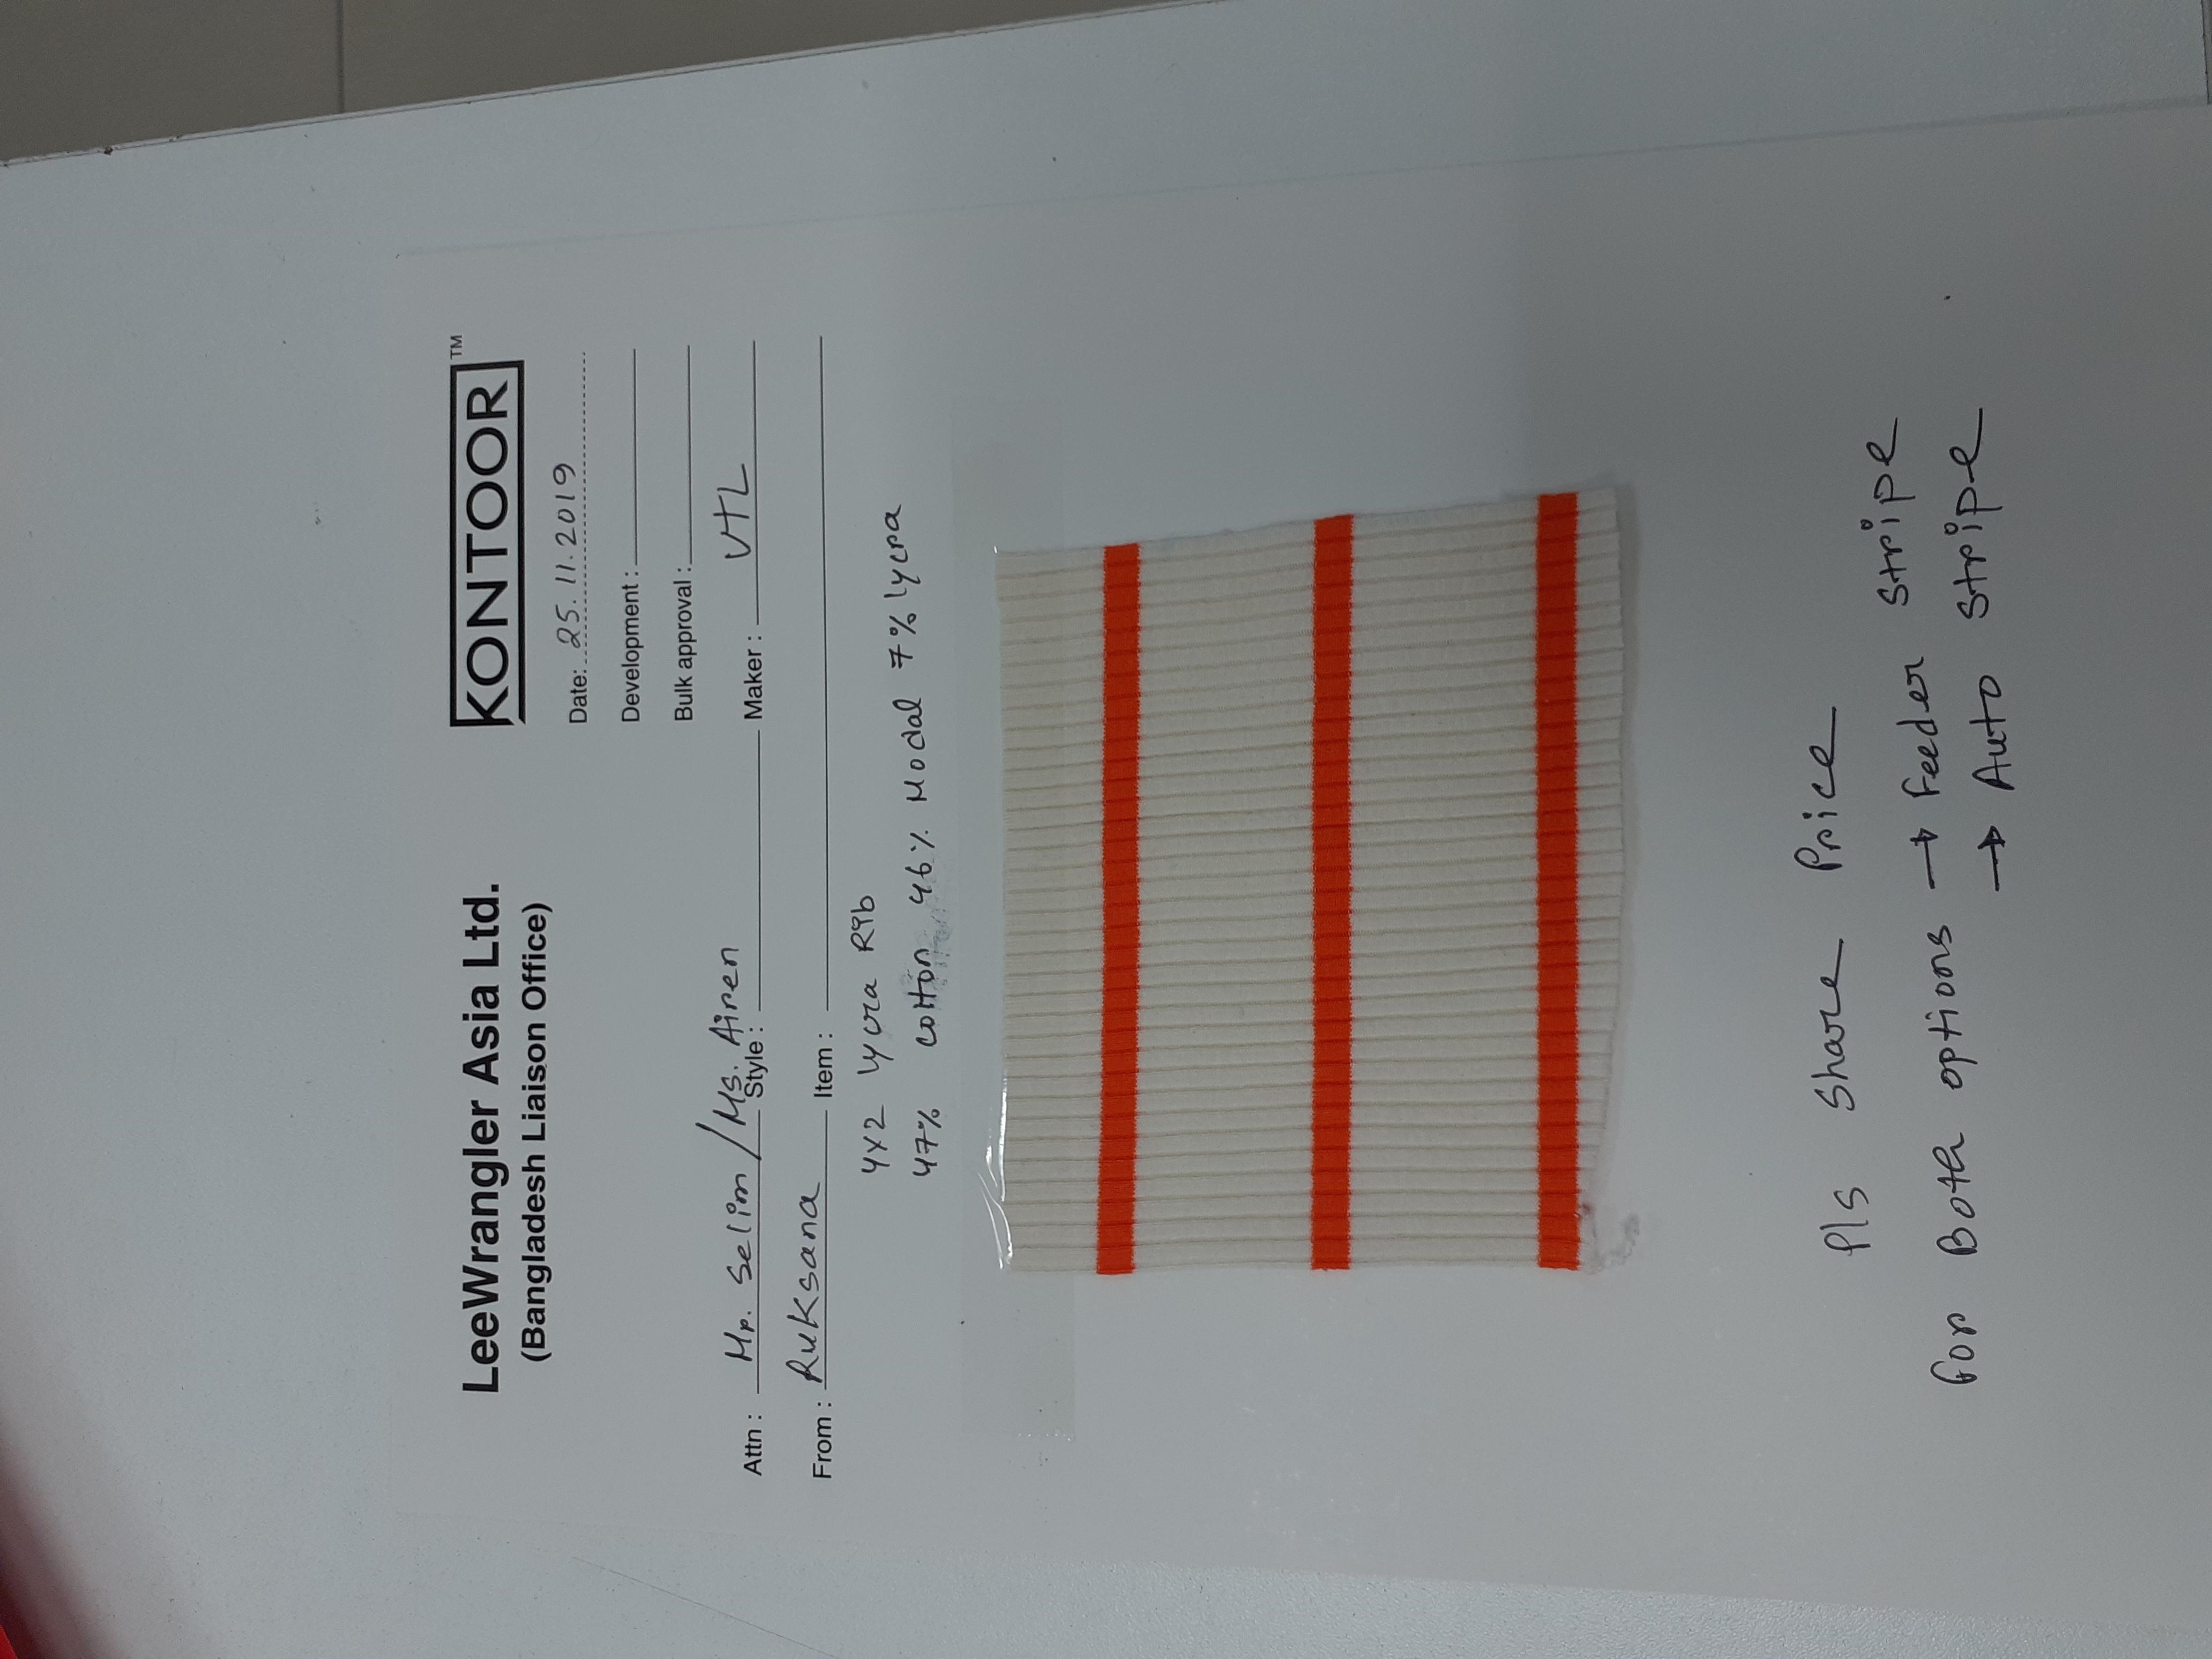 LeeWrangler Asia Ltd.
(Bangladesh Liaison Office)
KONTOOR™
Date: 25.11.2019
Development :
Bulk approval :
Attn : Mr. Selim / Ms. Airen Style : Maker : VTL
From : Ruksana Item :
4x2 lycra Rib
47% cotton 46% Modal 7% lycra
Pls share Price
for Both options → Feeder stripe
→ Auto stripe